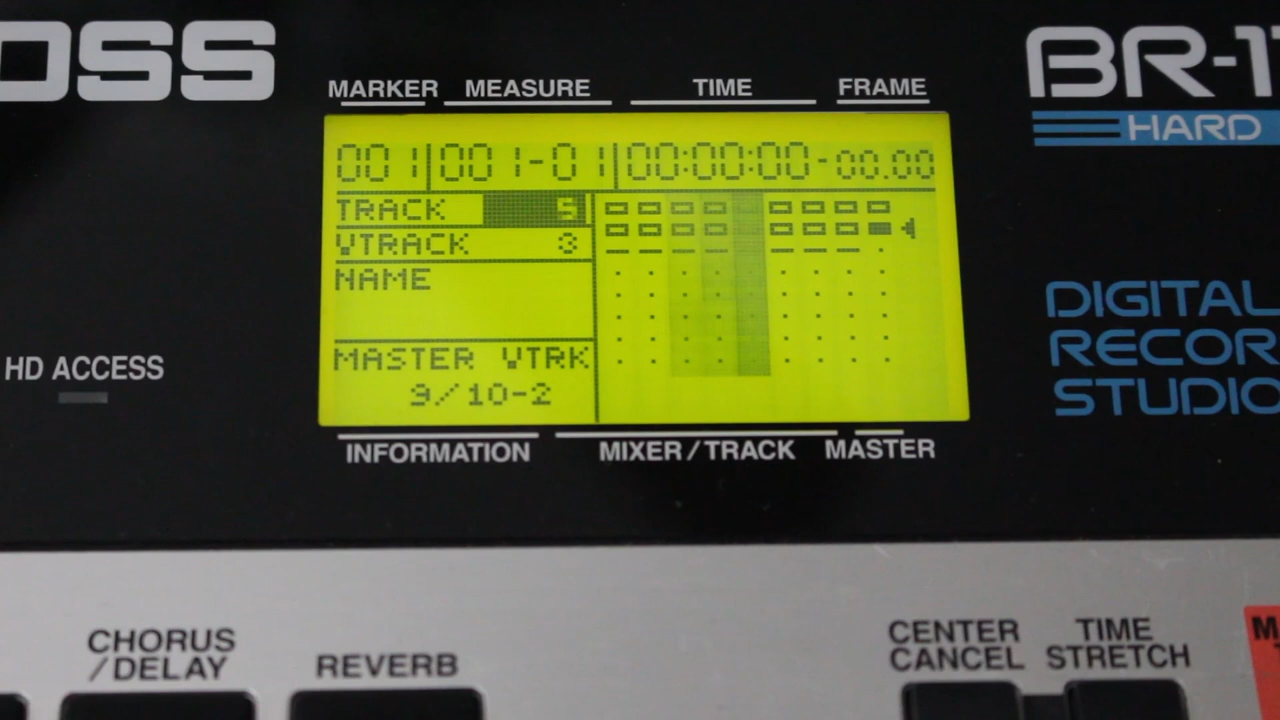 OSS
BR-1
HARD
MARKER MEASURE TIME FRAME
001 001-01 00:00:00-00.00
TRACK 5
VTRACK 3
NAME
MASTER VTRK
9/10-2
INFORMATION MIXER/TRACK MASTER
DIGITAL
RECOR
STUDIO
HD ACCESS
CHORUS
/DELAY
REVERB
CENTER
CANCEL
TIME
STRETCH
M